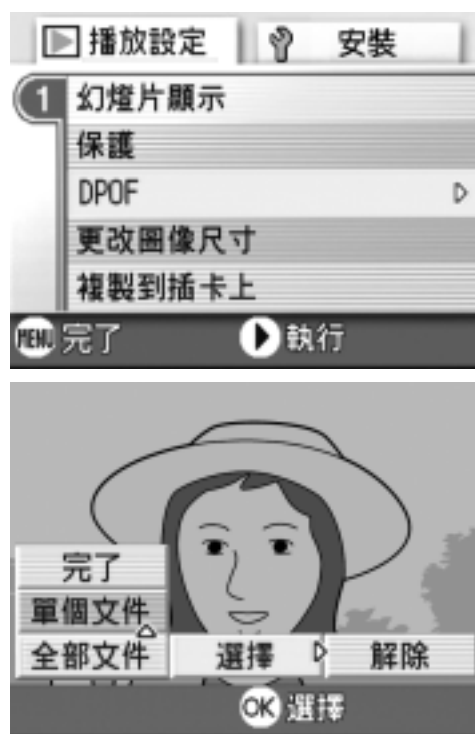 播放設定 安裝
1 幻燈片顯示
保護
DPOF
更改圖像尺寸
複製到插卡上
MENU 完了 執行
完了
單個文件
全部文件 選擇 解除
OK 選擇